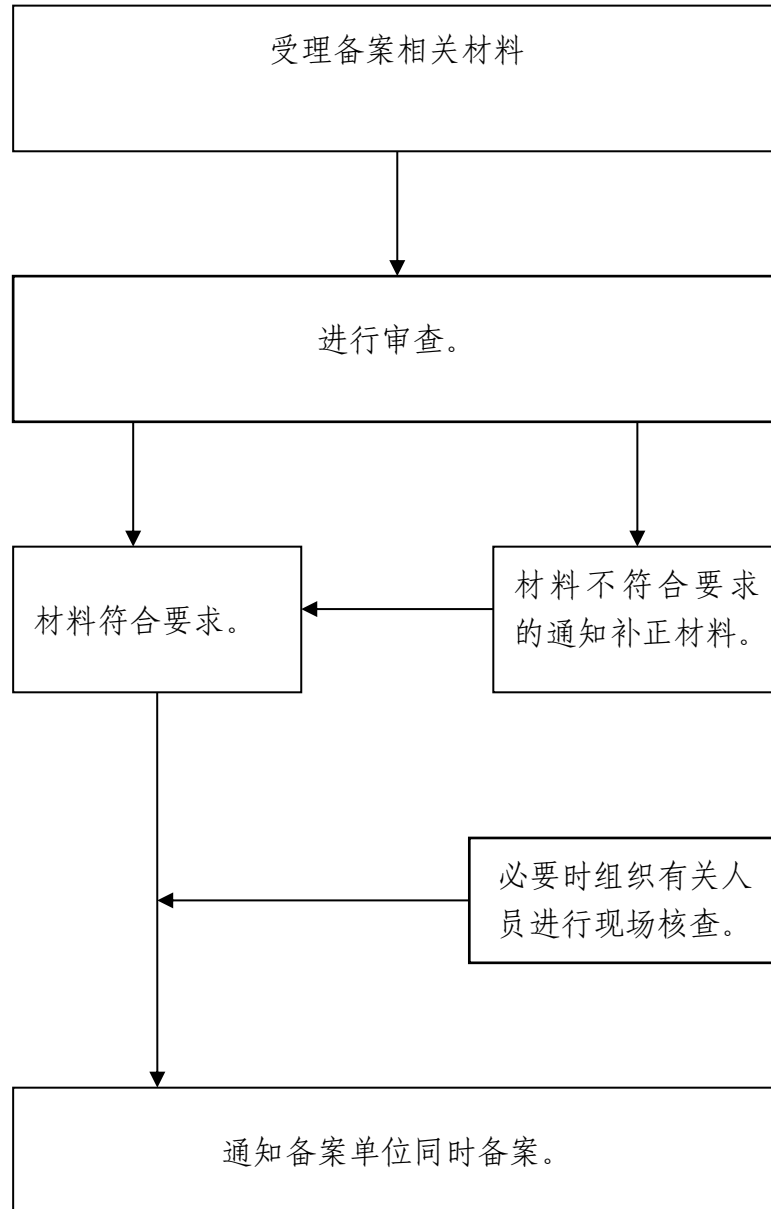 受理备案相关材料
进行审查。
材料符合要求。
材料不符合要求
的通知补正材料。
必要时组织有关人
员进行现场核查。
通知备案单位同时备案。